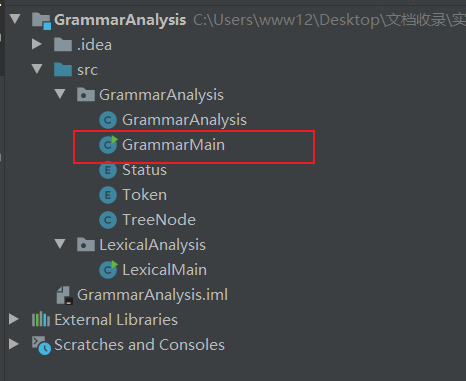 GrammarAnalysis C:\Users\www12\Desktop\文档收录\实
.idea
src
GrammarAnalysis
GrammarAnalysis
GrammarMain
Status
Token
TreeNode
LexicalAnalysis
LexicalMain
GrammarAnalysis.iml
External Libraries
Scratches and Consoles